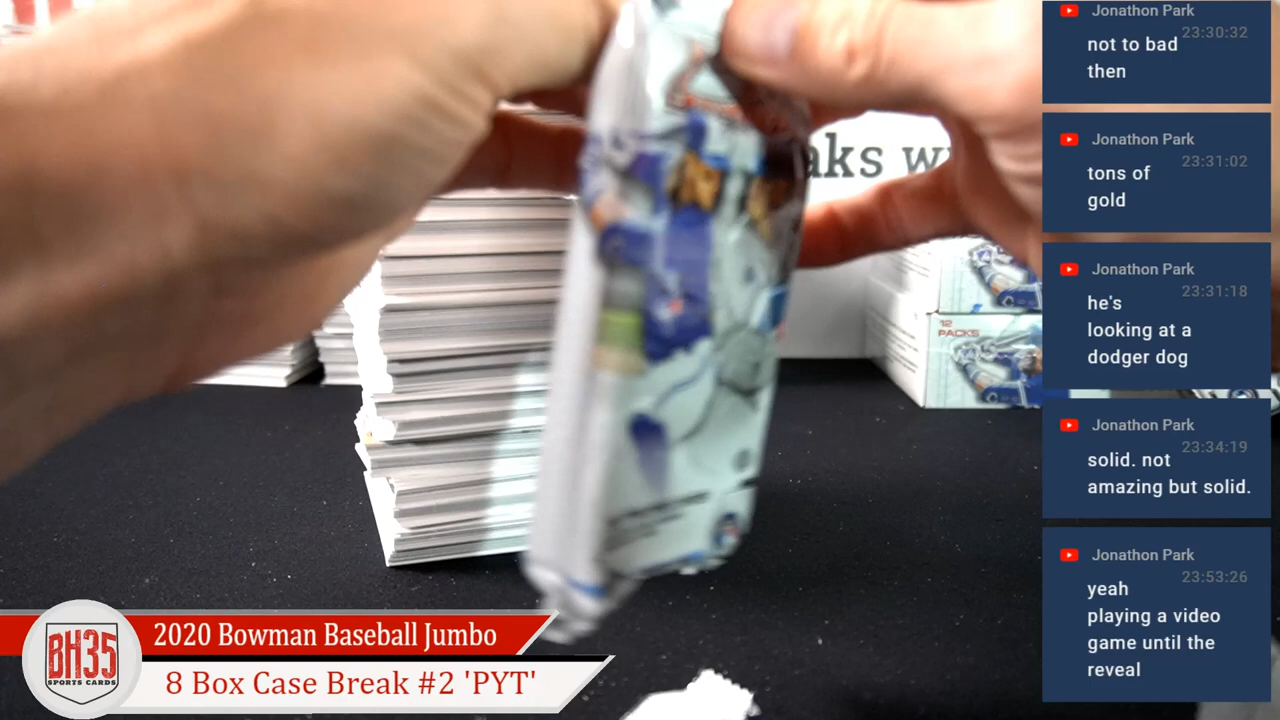 aks w
12
PACKS
Jonathon Park
23:30:32
not to bad
then
Jonathon Park
23:31:02
tons of
gold
Jonathon Park
23:31:18
he's
looking at a
dodger dog
Jonathon Park
23:34:19
solid. not
amazing but solid.
Jonathon Park
23:53:26
yeah
playing a video
game until the
reveal
BH35
SPORTS CARDS
2020 Bowman Baseball Jumbo
8 Box Case Break #2 'PYT'